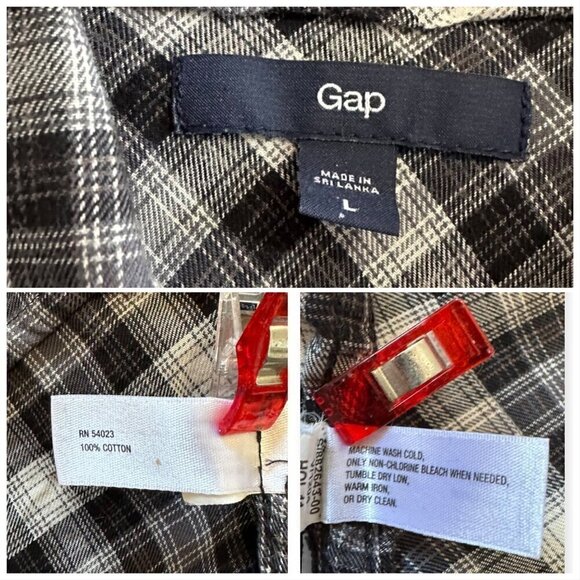 Gap
MADE IN
SRI LANKA
L
RN 54023
100% COTTON
MACHINE WASH COLD,
ONLY NON-CHLORINE BLEACH WHEN NEEDED,
TUMBLE DRY LOW,
WARM IRON,
OR DRY CLEAN.